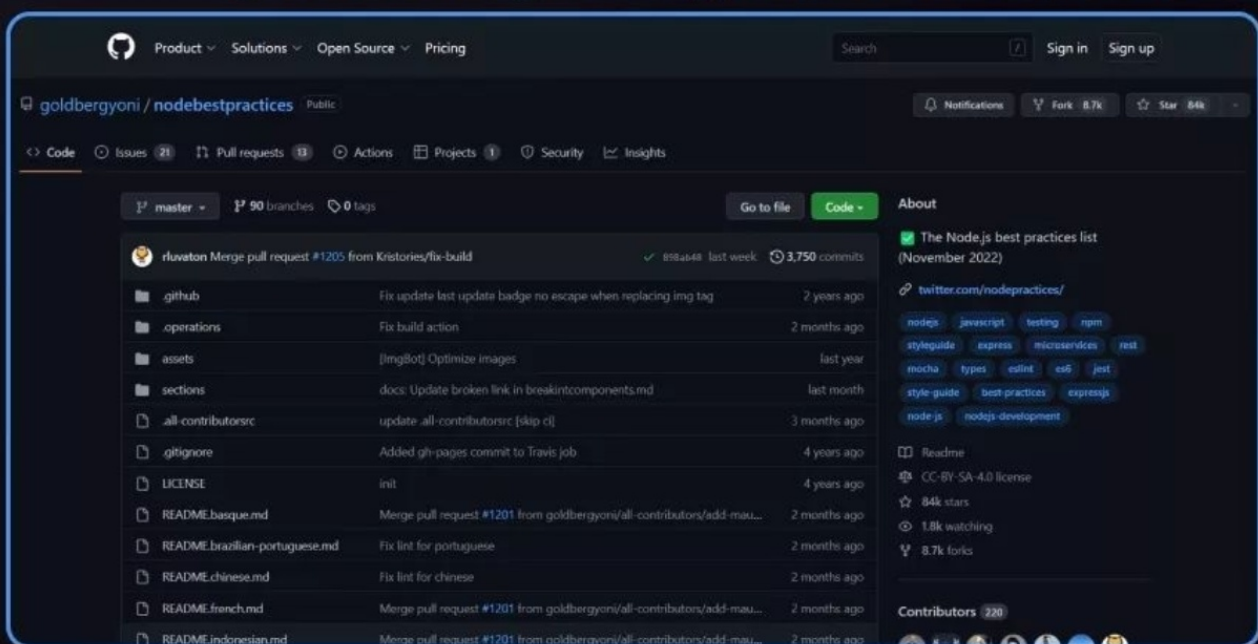 Product Solutions Open Source Pricing Search / Sign in Sign up
goldbergyoni / nodebestpractices Public Notifications Fork 8.7k Star 84k
Code Issues 21 Pull requests 13 Actions Projects 1 Security Insights
master 90 branches 0 tags Go to file Code
rluvaton Merge pull request #1205 from Kristories/fix-build last week 3,750 commits
.github Fix update last update badge no escape when replacing img tag 2 years ago
.operations Fix build action 2 months ago
assets [ImgBot] Optimize images last year
sections docs: Update broken link in breakintcomponents.md last month
.all-contributorsrc update .all-contributorsrc [skip ci] 3 months ago
.gitignore Added gh-pages commit to Travis job 4 years ago
LICENSE init 4 years ago
README.basque.md Merge pull request #1201 from goldbergyoni/all-contributors/add-mau... 2 months ago
README.brazilian-portuguese.md Fix lint for portuguese 2 months ago
README.chinese.md Fix lint for chinese 2 months ago
README.french.md Merge pull request #1201 from goldbergyoni/all-contributors/add-mau... 2 months ago
README.indonesian.md Merge pull request #1201 from goldbergyoni/all-contributors/add-mau... 2 months ago
About
The Node.js best practices list
(November 2022)
twitter.com/nodepractices/
nodejs javascript testing npm
styleguide express microservices rest
mocha types eslint es6 jest
style-guide best-practices expressjs
node-js nodejs-development
Readme
CC-BY-SA-4.0 license
84k stars
1.8k watching
8.7k forks
Contributors 220